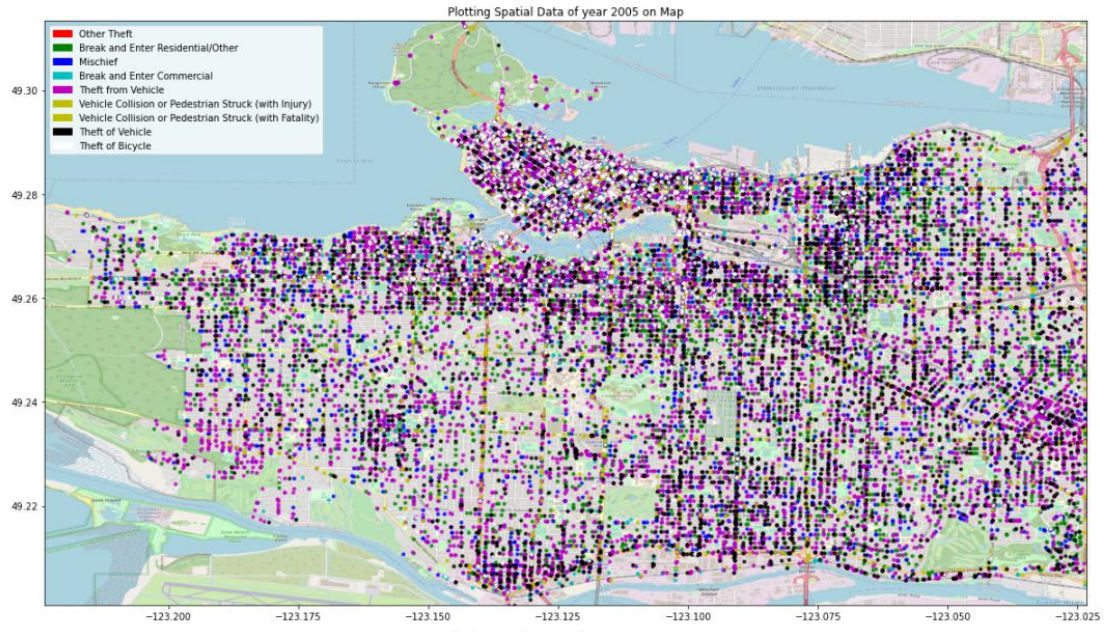 Plotting Spatial Data of year 2005 on Map
Other Theft
Break and Enter Residential/Other
Mischief
Break and Enter Commercial
Theft from Vehicle
Vehicle Collision or Pedestrian Struck (with Injury)
Vehicle Collision or Pedestrian Struck (with Fatality)
Theft of Vehicle
Theft of Bicycle
49.30
49.28
49.26
49.24
49.22
−123.200
−123.175
−123.150
−123.125
−123.100
−123.075
−123.050
−123.025